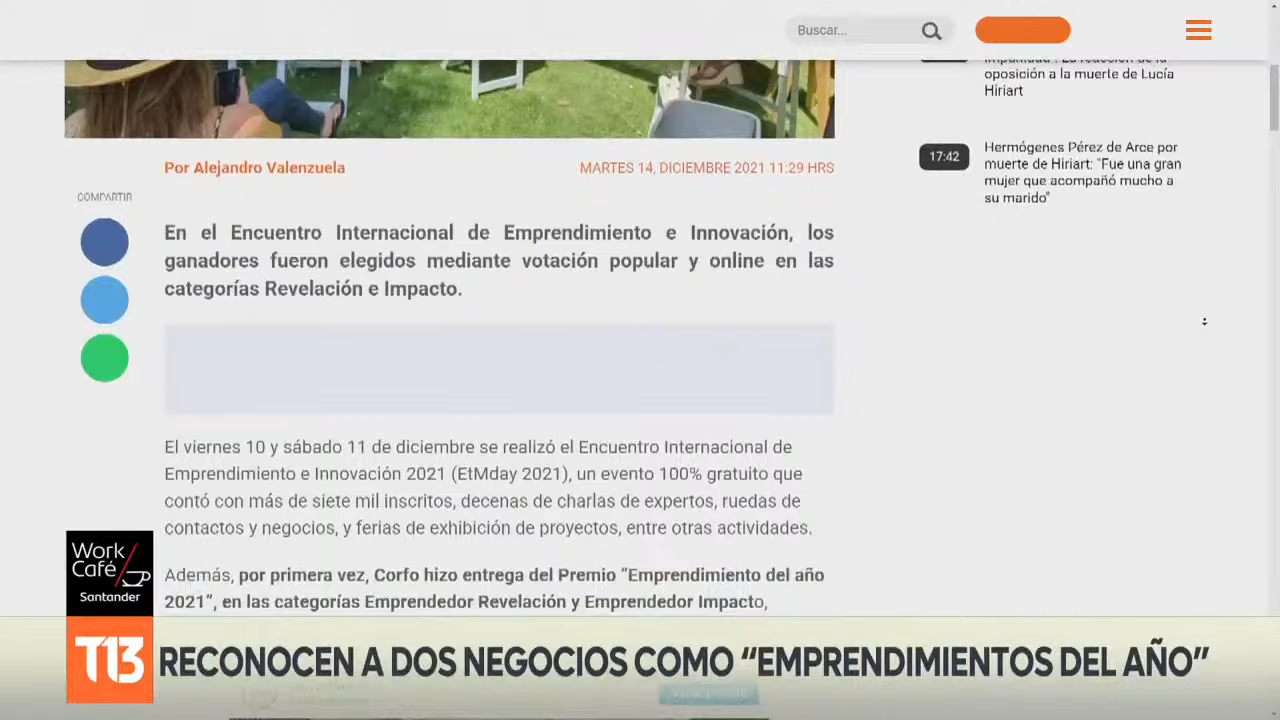 Buscar...
impunidad": La reacción de la
oposición a la muerte de Lucía
Hiriart
17:42
Hermógenes Pérez de Arce por
muerte de Hiriart: "Fue una gran
mujer que acompañó mucho a
su marido"
Por Alejandro Valenzuela
MARTES 14, DICIEMBRE 2021 11:29 HRS
COMPARTIR
En el Encuentro Internacional de Emprendimiento e Innovación, los
ganadores fueron elegidos mediante votación popular y online en las
categorías Revelación e Impacto.
El viernes 10 y sábado 11 de diciembre se realizó el Encuentro Internacional de
Emprendimiento e Innovación 2021 (EtMday 2021), un evento 100% gratuito que
contó con más de siete mil inscritos, decenas de charlas de expertos, ruedas de
contactos y negocios, y ferias de exhibición de proyectos, entre otras actividades.
Además, por primera vez, Corfo hizo entrega del Premio “Emprendimiento del año
2021”, en las categorías Emprendedor Revelación y Emprendedor Impacto,
Work
Café
Santander
T13
RECONOCEN A DOS NEGOCIOS COMO “EMPRENDIMIENTOS DEL AÑO”